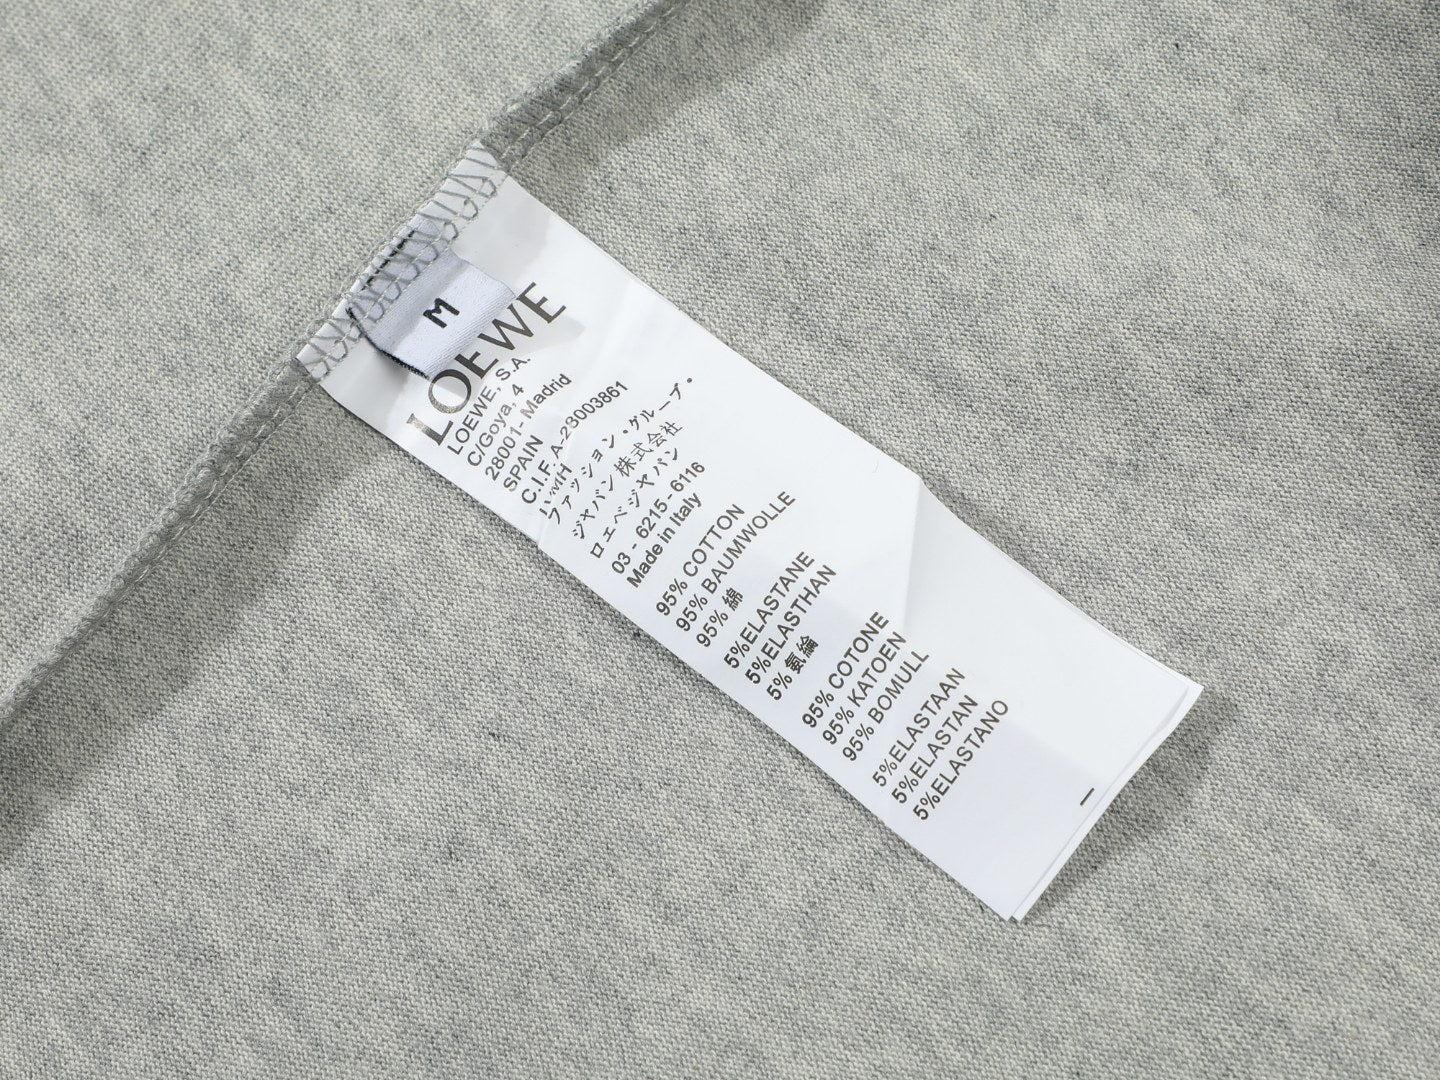 M
LOEWE
LOEWE, S.A.
C/Goya, 4
28001- Madrid
SPAIN
C.I.F. A-28003861
LVMH
ファッション・グループ・
ジャパン 株式会社
ロエベジャパン
03 - 6215- 6116
Made in Italy
95% COTTON
95% BAUMWOLLE
95% 綿
5%ELASTANE
5%ELASTHAN
5% 氨綸
95% COTONE
95% KATOEN
95% BOMULL
5%ELASTAAN
5%ELASTAN
5%ELASTANO